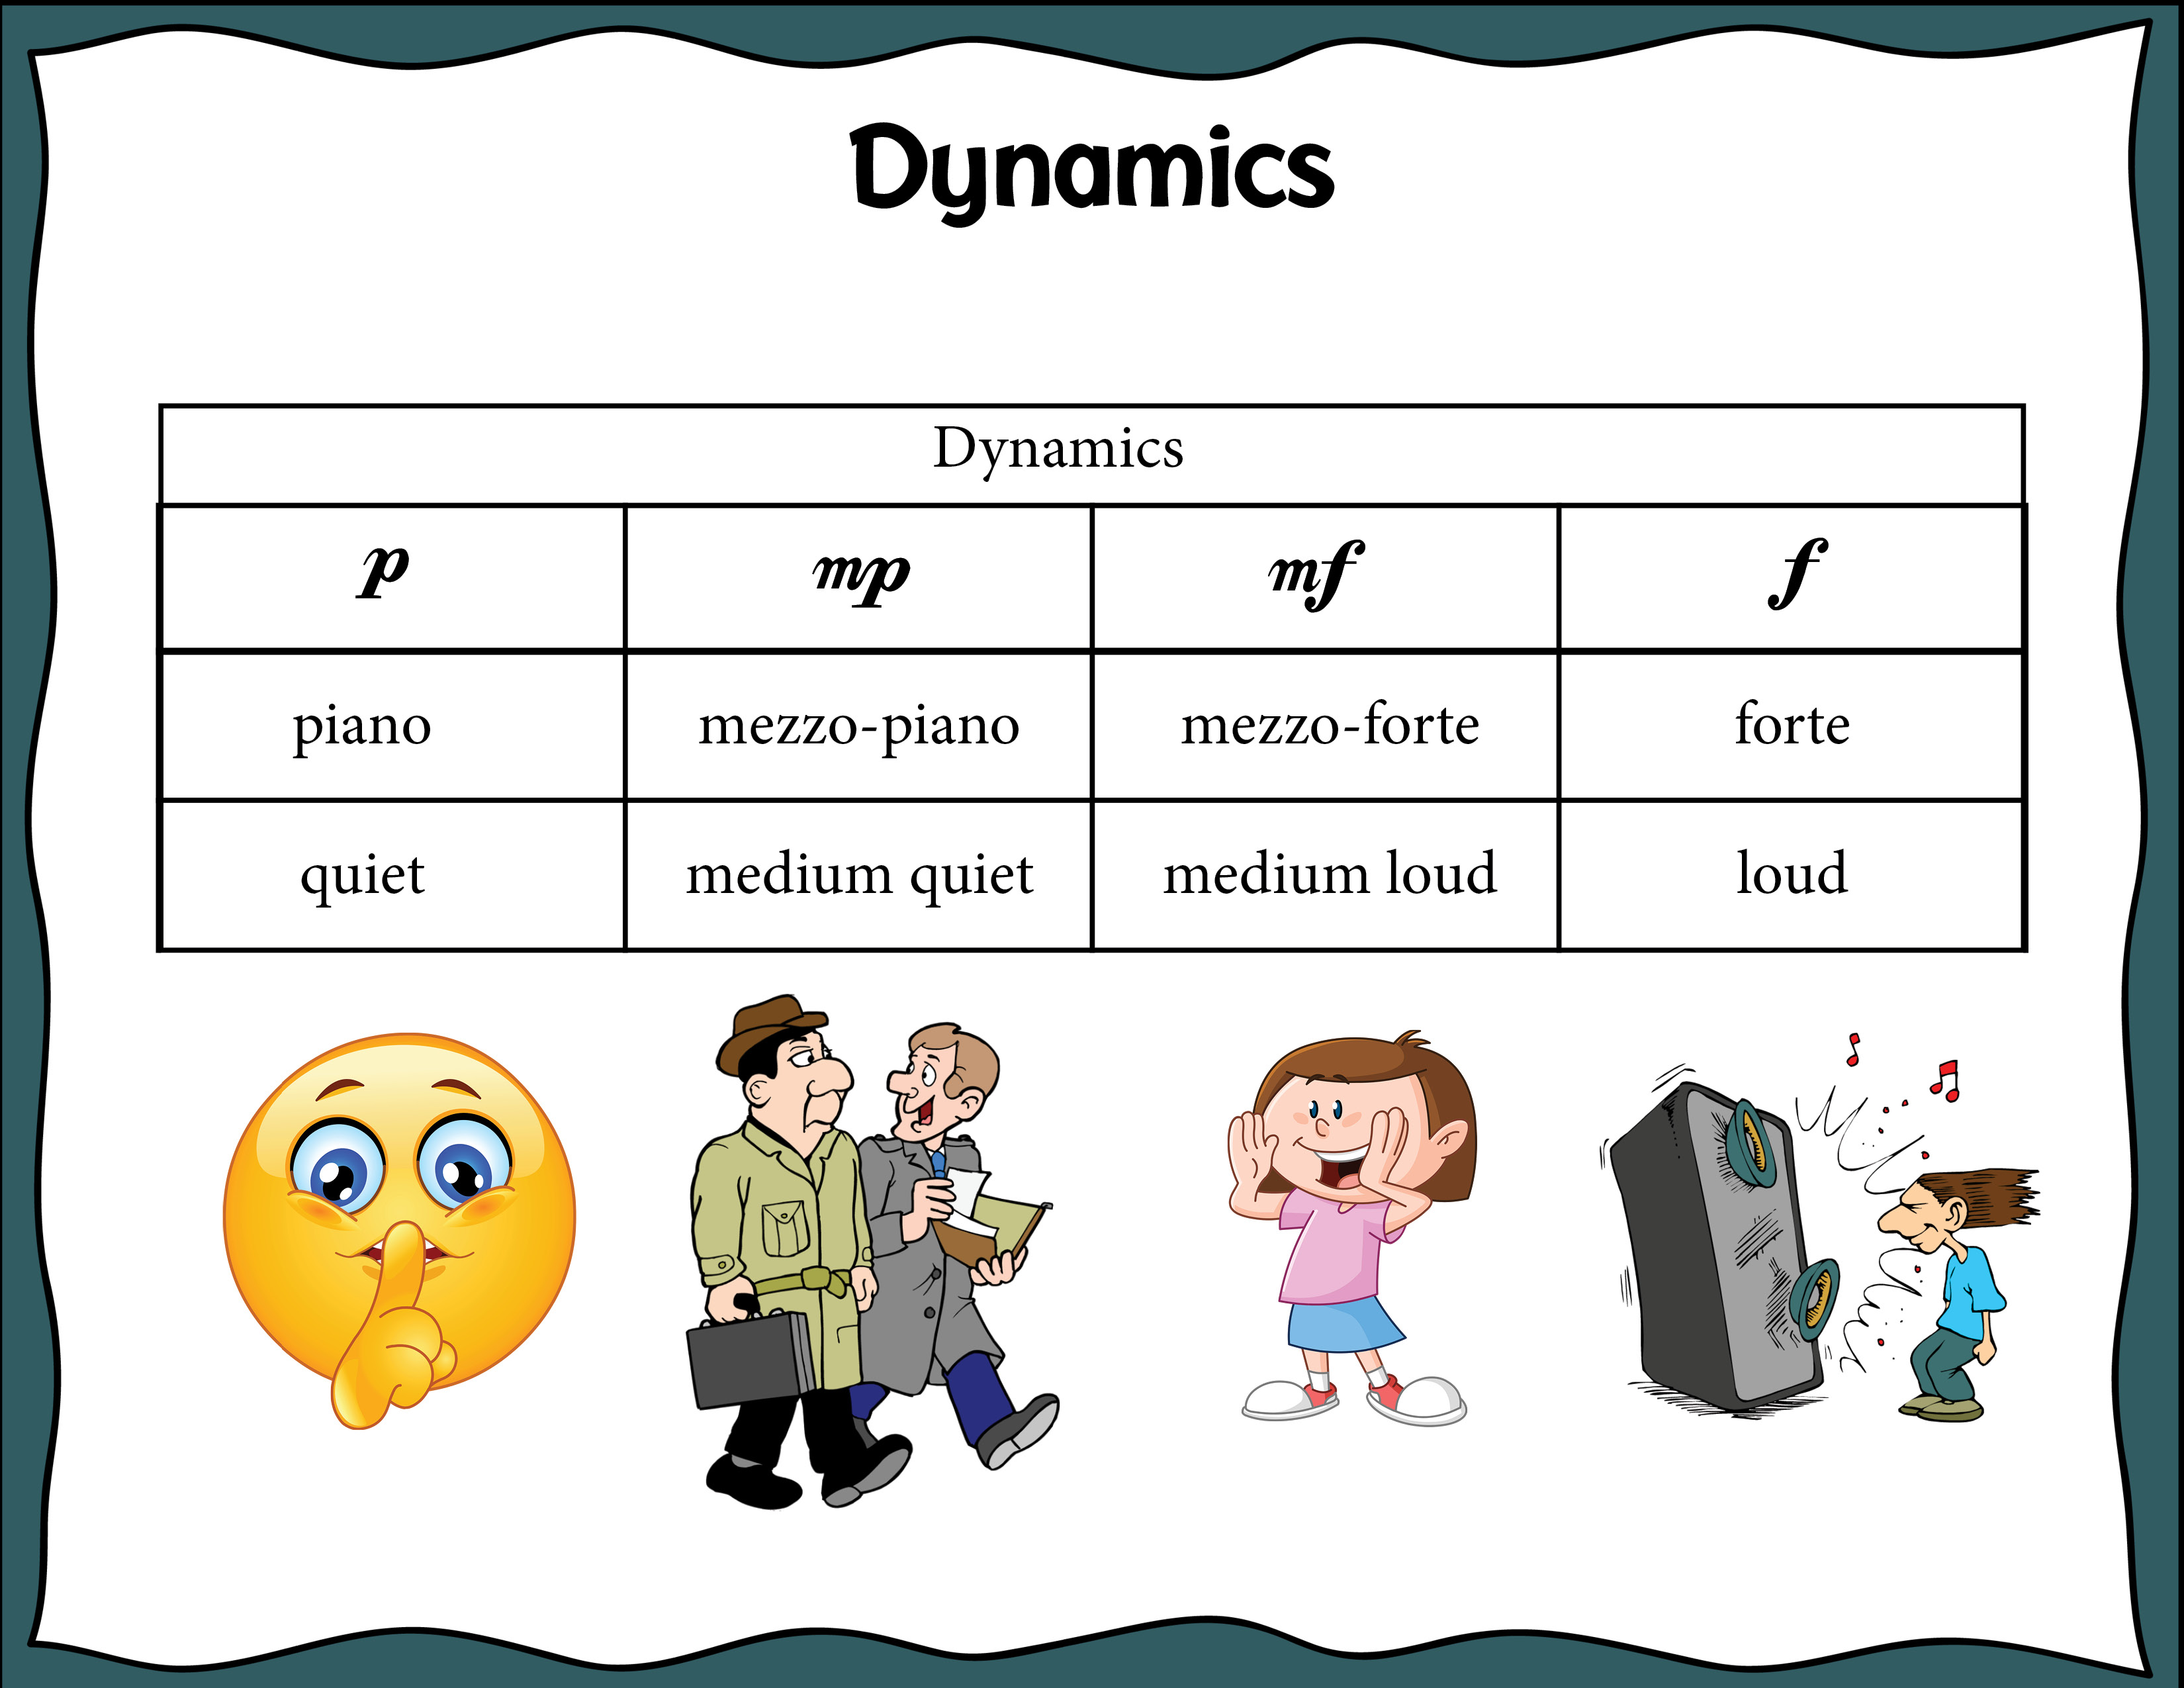 Dynamics
Dynamics
p mp mf f
piano mezzo-piano mezzo-forte forte
quiet medium quiet medium loud loud